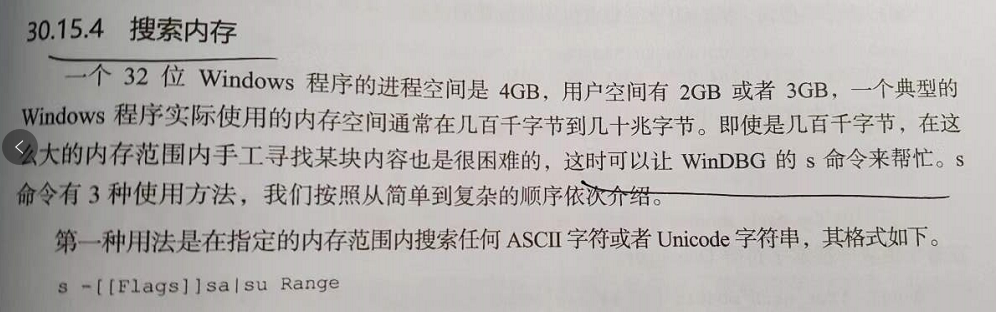 30.15.4 搜索内存
一个 32 位 Windows 程序的进程空间是 4GB，用户空间有 2GB 或者 3GB，一个典型的
Windows 程序实际使用的内存空间通常在几百千字节到几十兆字节。即使是几百千字节，在这
么大的内存范围内手工寻找某块内容也是很困难的，这时可以让 WinDBG 的 s 命令来帮忙。s
命令有 3 种使用方法，我们按照从简单到复杂的顺序依次介绍。
第一种用法是在指定的内存范围内搜索任何 ASCII 字符或者 Unicode 字符串，其格式如下。
s -[[Flags]]sa|su Range